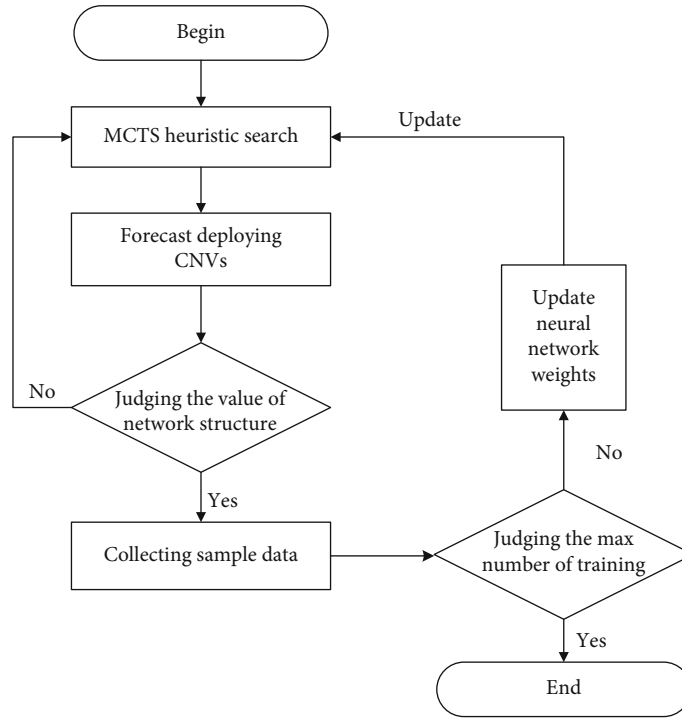 Begin
MCTS heuristic search
Update
Forecast deploying
CNVs
Update
neural
network
weights
No
Judging the value of
network structure
No
Yes
Collecting sample data
Judging the max
number of training
Yes
End